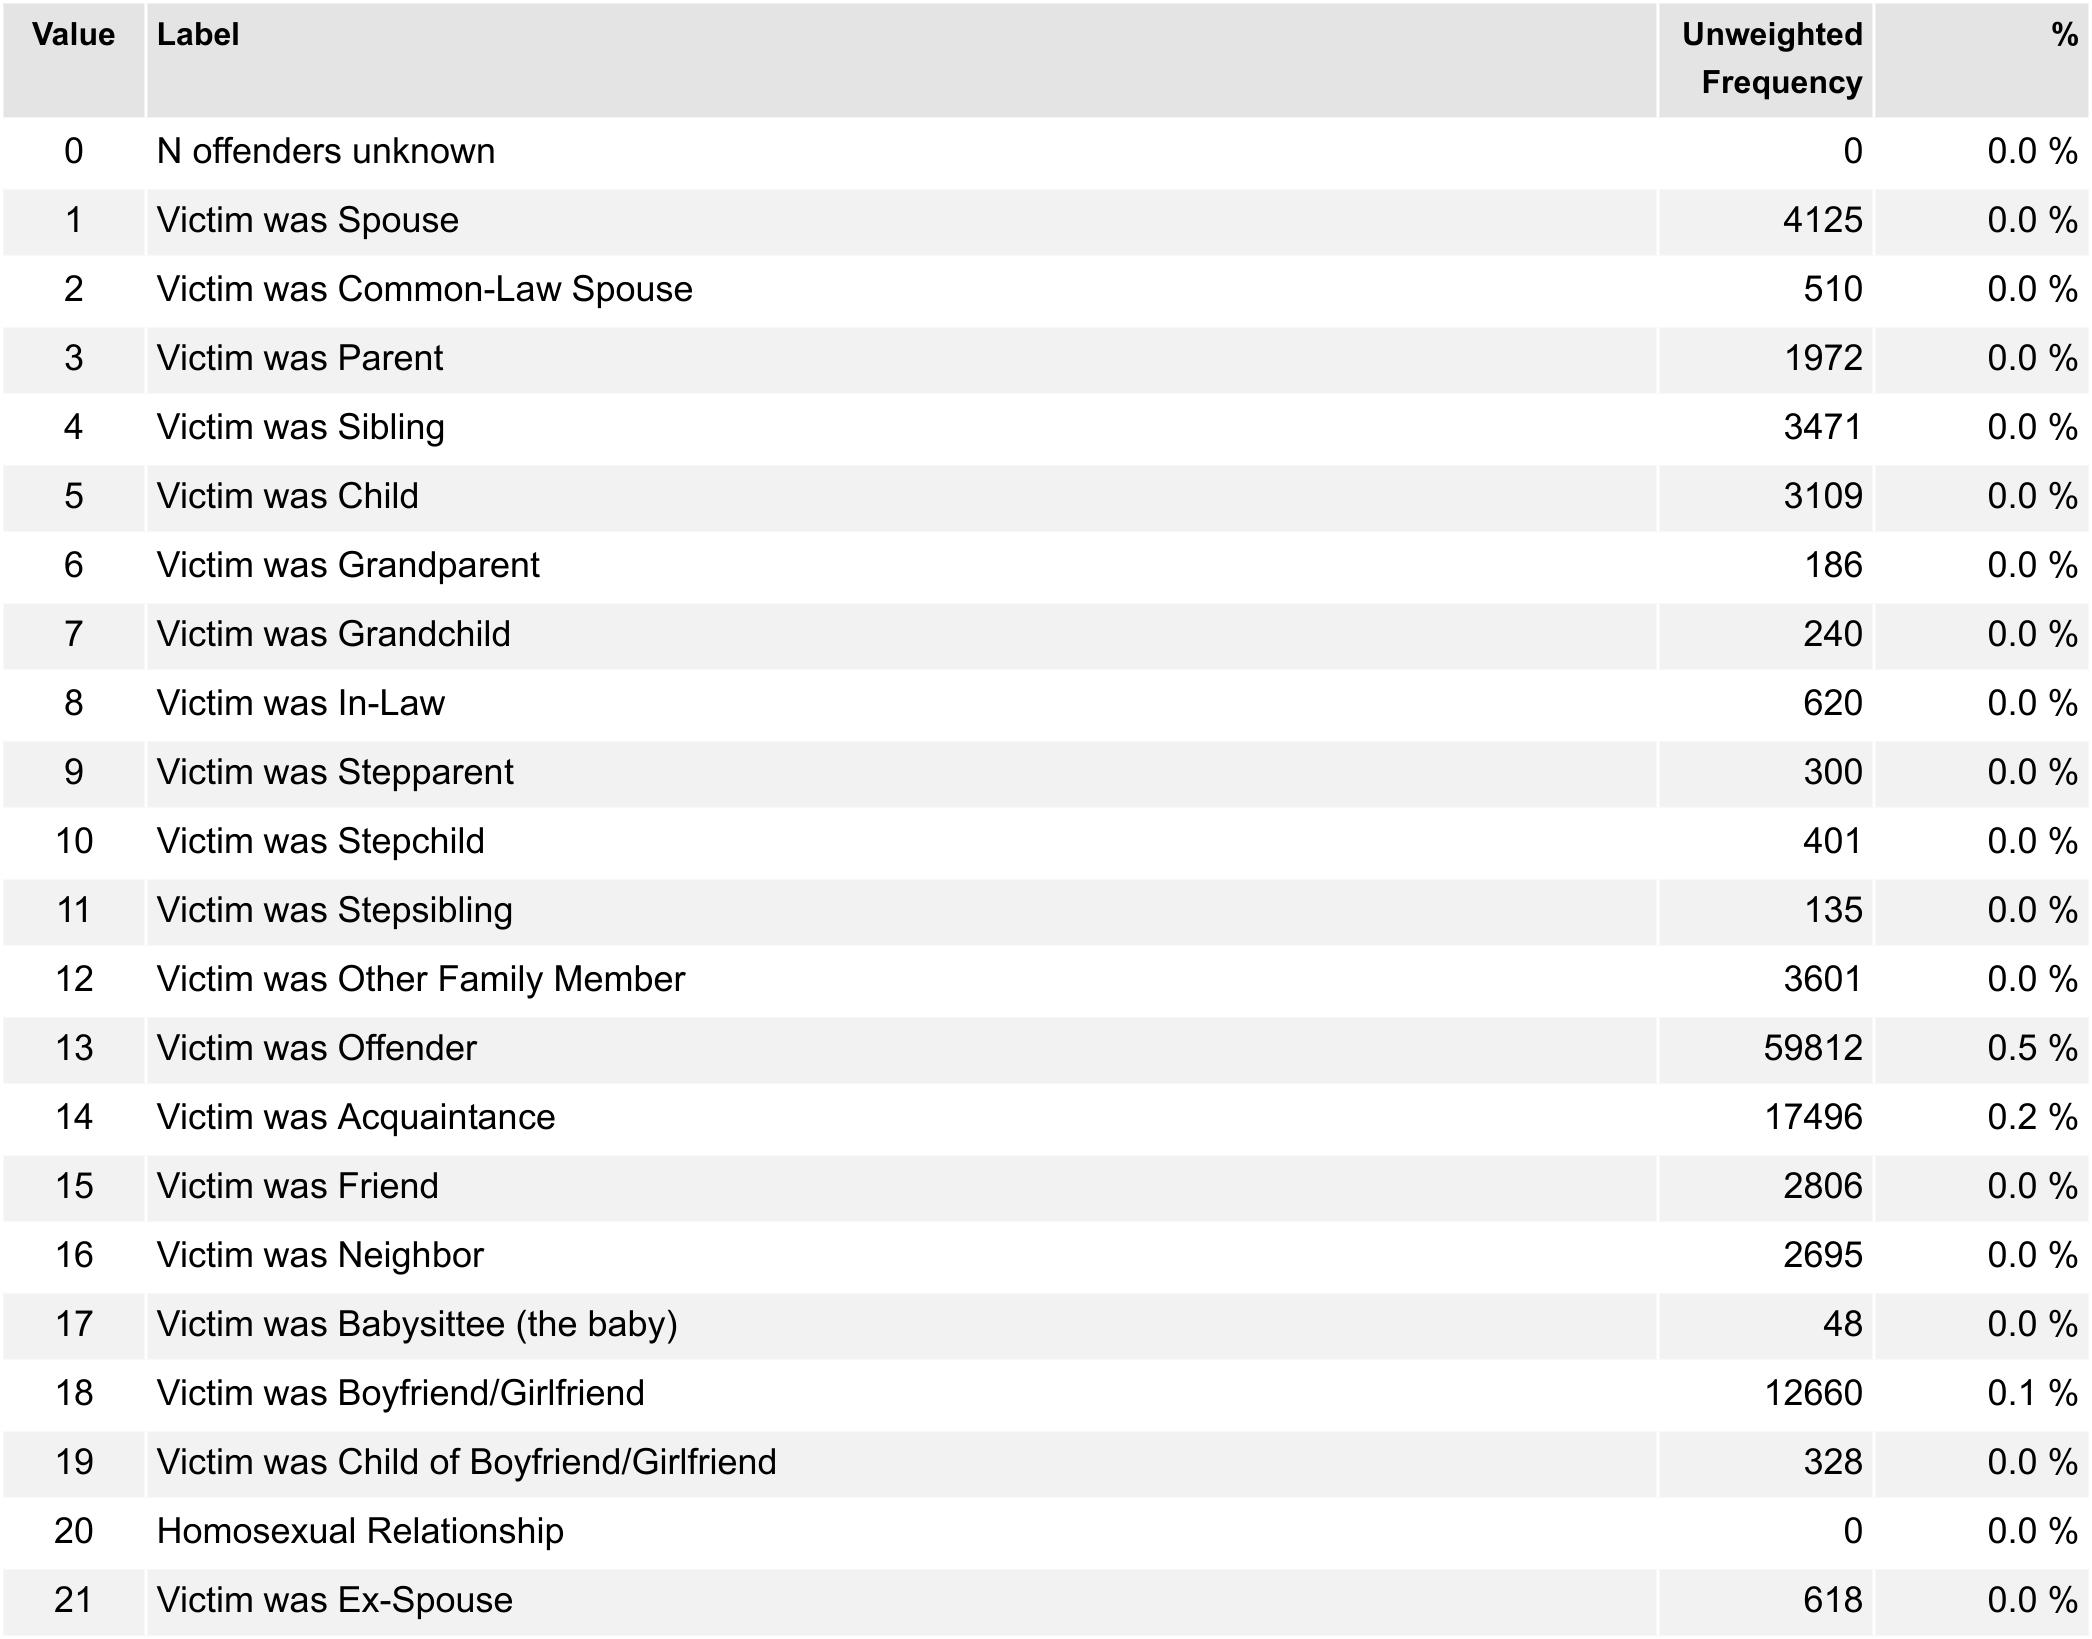 Value Label Unweighted Frequency %
0 N offenders unknown 0 0.0 %
1 Victim was Spouse 4125 0.0 %
2 Victim was Common-Law Spouse 510 0.0 %
3 Victim was Parent 1972 0.0 %
4 Victim was Sibling 3471 0.0 %
5 Victim was Child 3109 0.0 %
6 Victim was Grandparent 186 0.0 %
7 Victim was Grandchild 240 0.0 %
8 Victim was In-Law 620 0.0 %
9 Victim was Stepparent 300 0.0 %
10 Victim was Stepchild 401 0.0 %
11 Victim was Stepsibling 135 0.0 %
12 Victim was Other Family Member 3601 0.0 %
13 Victim was Offender 59812 0.5 %
14 Victim was Acquaintance 17496 0.2 %
15 Victim was Friend 2806 0.0 %
16 Victim was Neighbor 2695 0.0 %
17 Victim was Babysittee (the baby) 48 0.0 %
18 Victim was Boyfriend/Girlfriend 12660 0.1 %
19 Victim was Child of Boyfriend/Girlfriend 328 0.0 %
20 Homosexual Relationship 0 0.0 %
21 Victim was Ex-Spouse 618 0.0 %